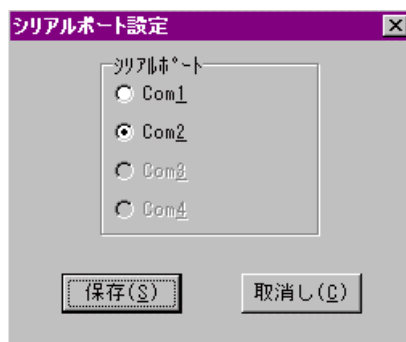 シリアルポート設定
ｼﾘｱﾙﾎﾟｰﾄ
Com1
Com2
Com3
Com4
保存(S)
取消し(C)